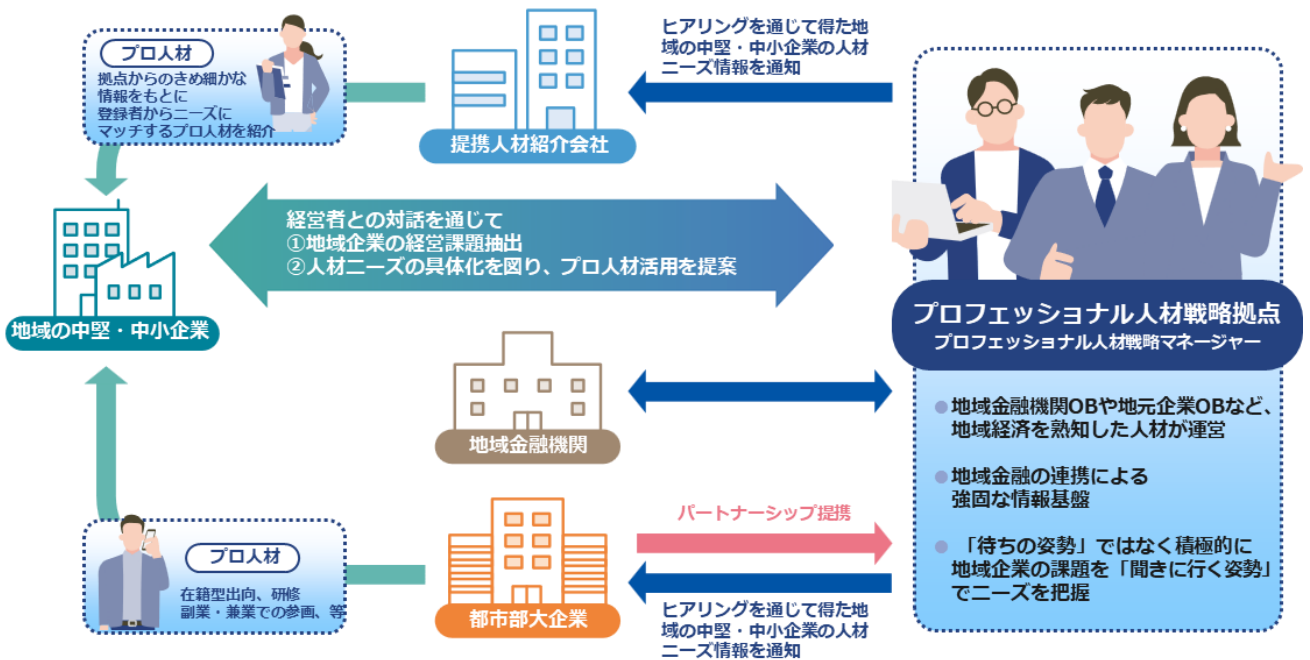 プロ人材
拠点からのきめ細かな
情報をもとに
登録者からニーズに
マッチするプロ人材を紹介
提携人材紹介会社
ヒアリングを通じて得た地
域の中堅・中小企業の人材
ニーズ情報を通知
経営者との対話を通じて
①地域企業の経営課題抽出
②人材ニーズの具体化を図り、プロ人材活用を提案
地域の中堅・中小企業
プロフェッショナル人材戦略拠点
プロフェッショナル人材戦略マネージャー
地域金融機関
●地域金融機関OBや地元企業OBなど、
地域経済を熟知した人材が運営
●地域金融の連携による
強固な情報基盤
●「待ちの姿勢」ではなく積極的に
地域企業の課題を「聞きに行く姿勢」
でニーズを把握
プロ人材
在籍型出向、研修
副業・兼業での参画、等
都市部大企業
パートナーシップ提携
ヒアリングを通じて得た地
域の中堅・中小企業の人材
ニーズ情報を通知